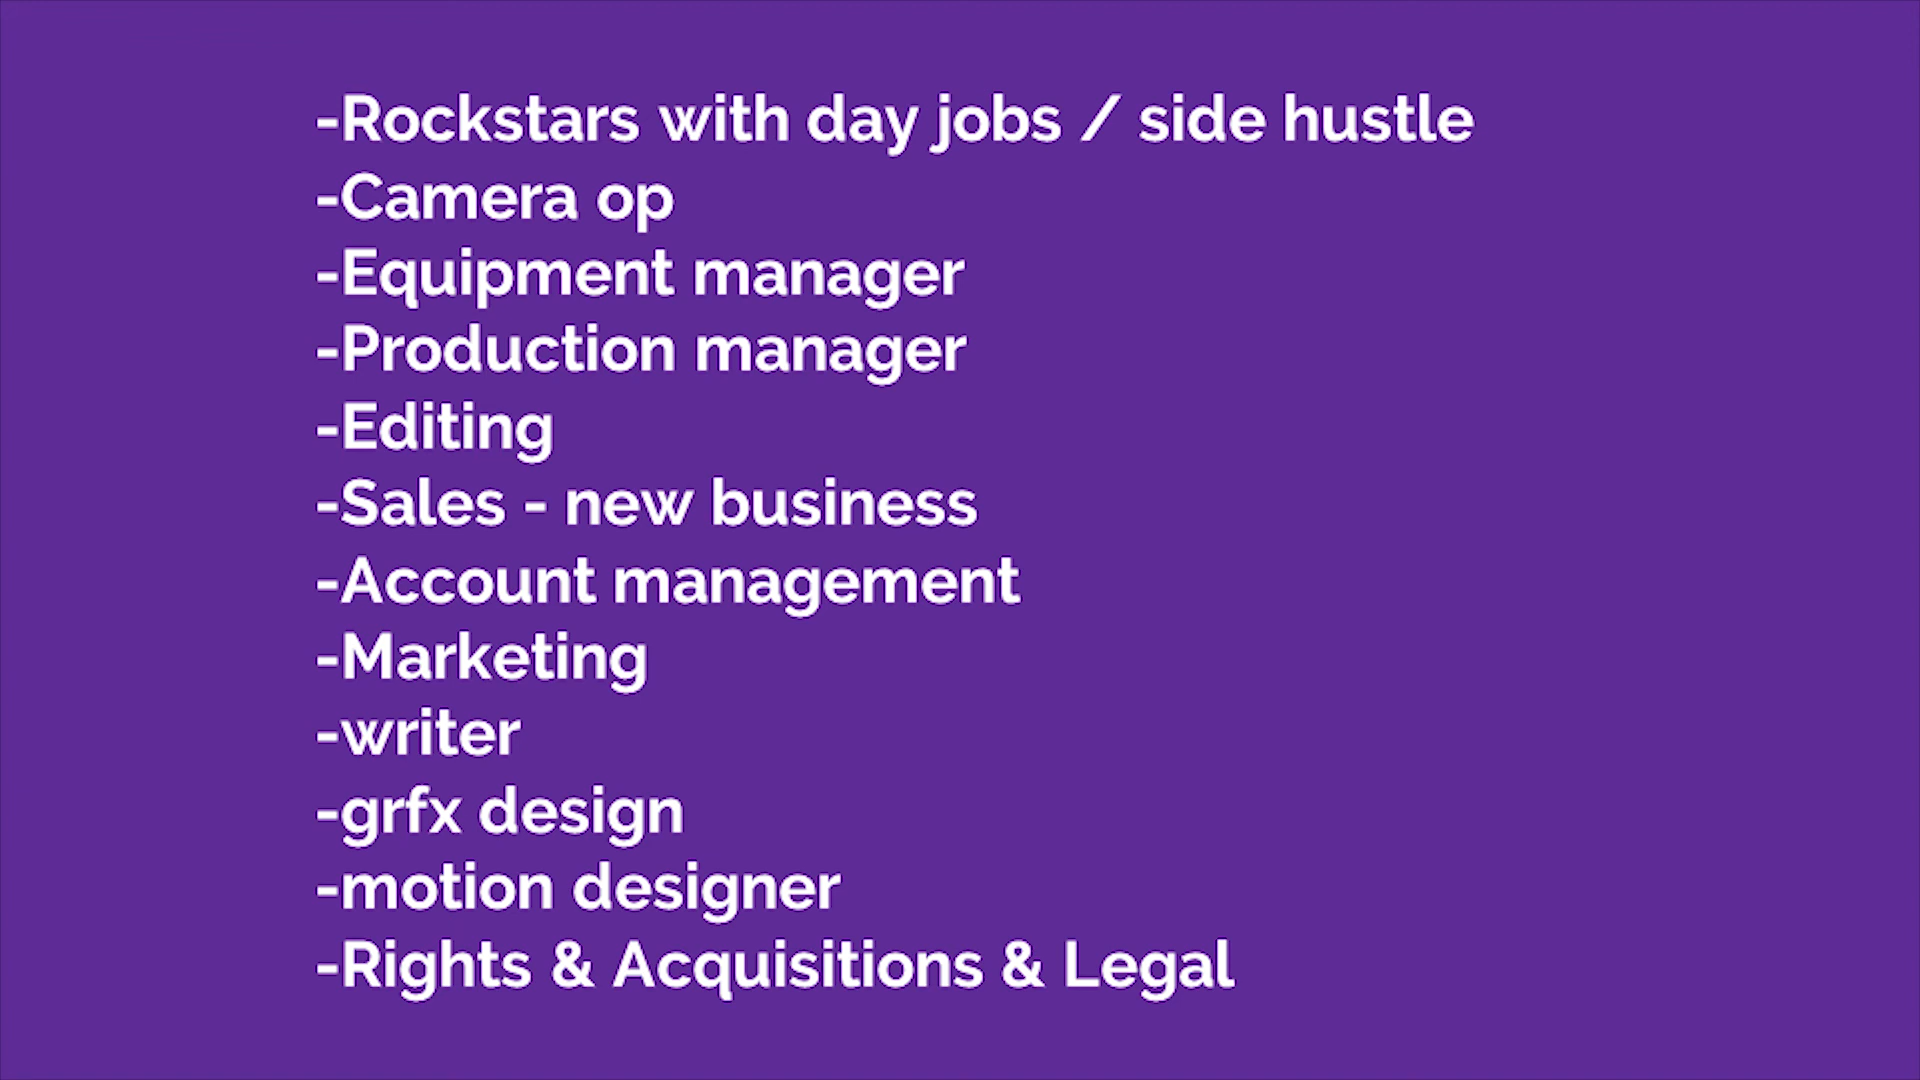 -Rockstars with day jobs / side hustle
-Camera op
-Equipment manager
-Production manager
-Editing
-Sales - new business
-Account management
-Marketing
-writer
-grfx design
-motion designer
-Rights & Acquisitions & Legal